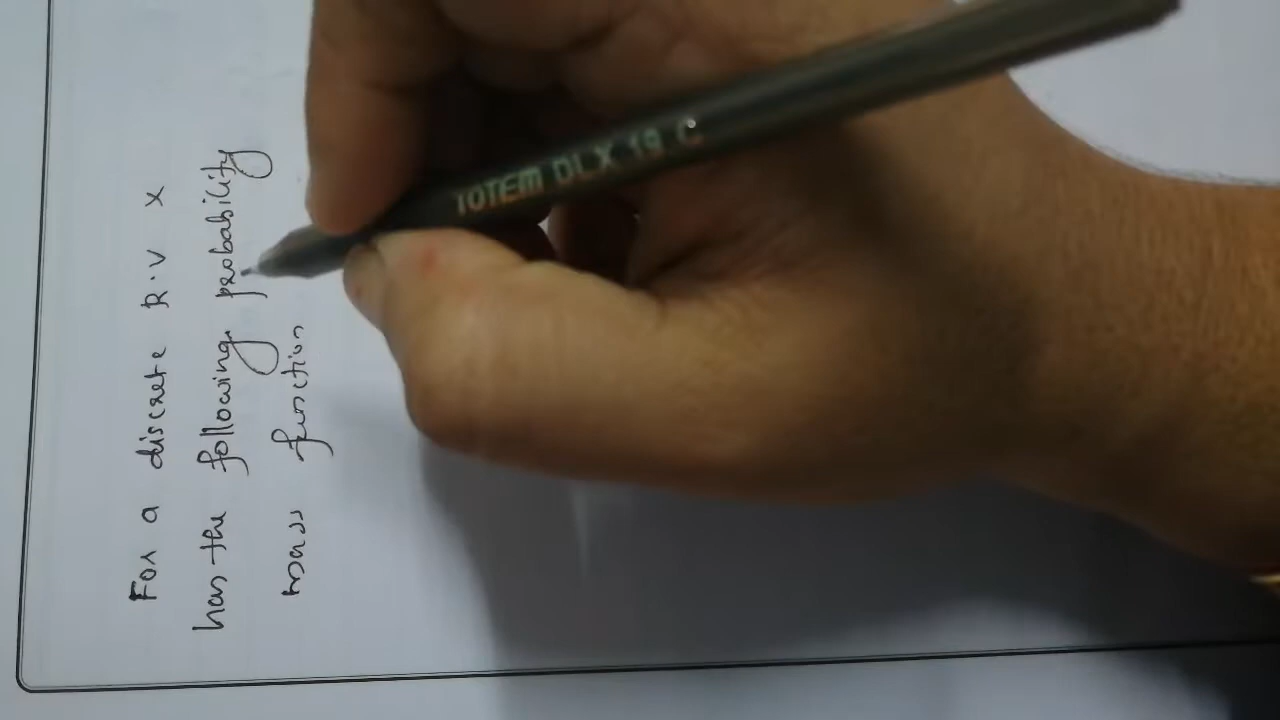 For a discrete R.V X
has the following probability
mass function
TOTEM DLX 19 C